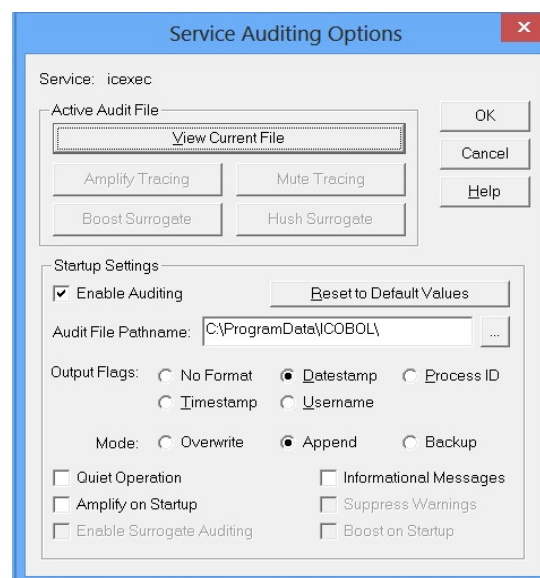 Service Auditing Options
x
Service: icexec
Active Audit File
View Current File
OK
Cancel
Help
Amplify Tracing Mute Tracing
Boost Surrogate Hush Surrogate
Startup Settings
Enable Auditing Reset to Default Values
Audit File Pathname: C:\ProgramData\ICOBOL\ ...
Output Flags: No Format Datestamp Process ID
Timestamp Username
Mode: Overwrite Append Backup
Quiet Operation Informational Messages
Amplify on Startup Suppress Warnings
Enable Surrogate Auditing Boost on Startup